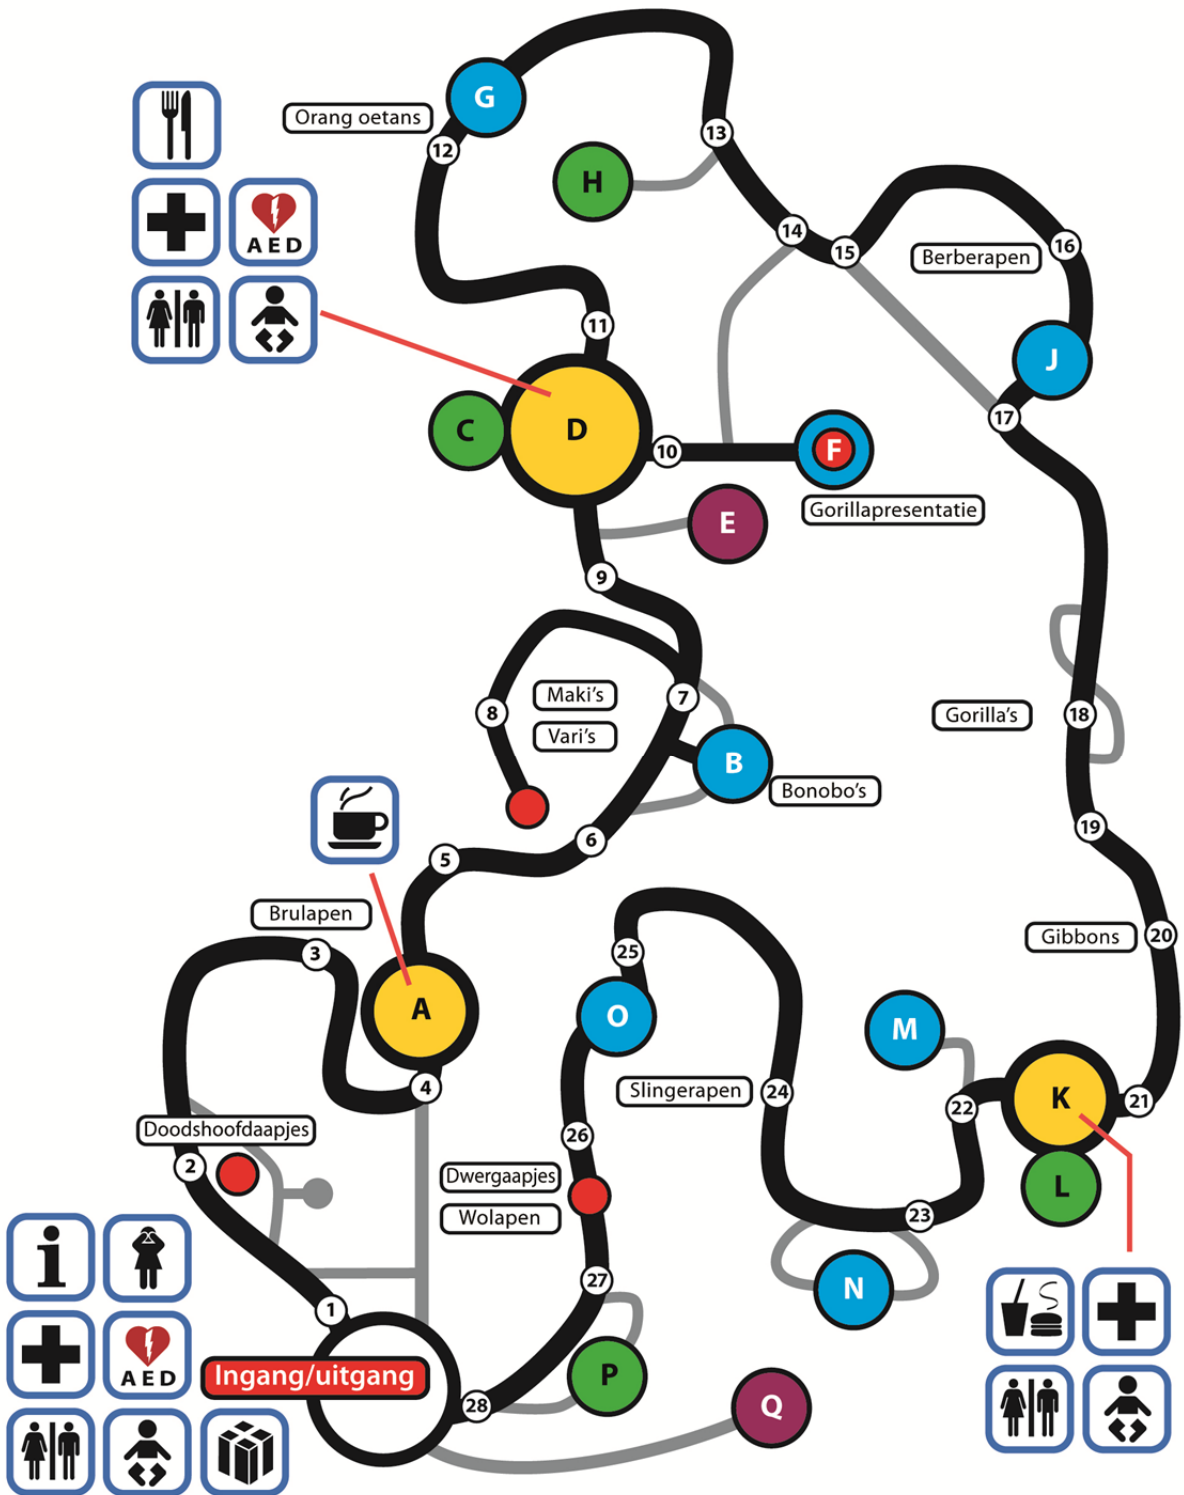 G
Orang oetans
12
13
H
14
15
16
Berberapen
AED
11
J
17
C
D
10
F
Gorillapresentatie
E
9
Maki's
7
8
Vari's
Gorilla's
18
B
Bonobo's
6
19
5
Brulapen
3
25
20
Gibbons
A
O
M
4
Slingerapen
24
22
K
21
Doodshoofdaapjes
26
2
Dwergaapjes
L
Wolapen
23
i
27
N
1
AED
Ingang/uitgang
P
28
Q